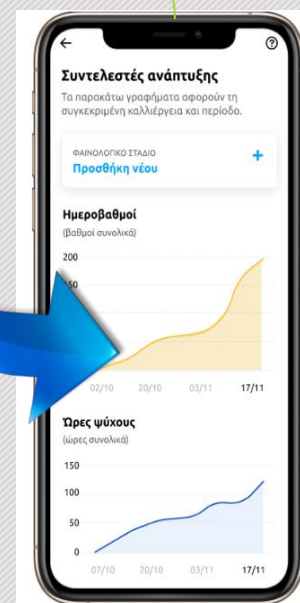 Συντελεστές ανάπτυξης
Τα παρακάτω γραφήματα αφορούν τη
συγκεκριμένη καλλιέργεια και περίοδο.
ΦΑΙΝΟΛΟΓΙΚΟ ΣΤΑΔΙΟ
Προσθήκη νέου
+
Ημεροβαθμοί
(βαθμοί συνολικά)
200
02/10 20/10 03/11 17/11
Ώρες ψύχους
(ώρες συνολικά)
150
100
50
0
07/10 20/10 03/11 17/11